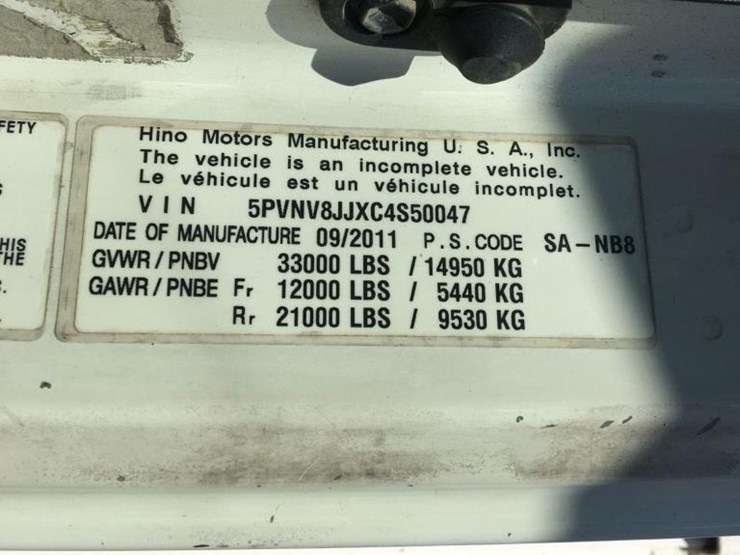 FETY
HIS
THE
Hino Motors Manufacturing U. S. A., Inc.
The vehicle is an incomplete vehicle.
Le véhicule est un véhicule incomplet.
VIN 5PVNV8JJXC4S50047
DATE OF MANUFACTURE 09/2011 P.S.CODE SA-NB8
GVWR/PNBV 33000 LBS / 14950 KG
GAWR/PNBE Fr 12000 LBS / 5440 KG
Rr 21000 LBS / 9530 KG